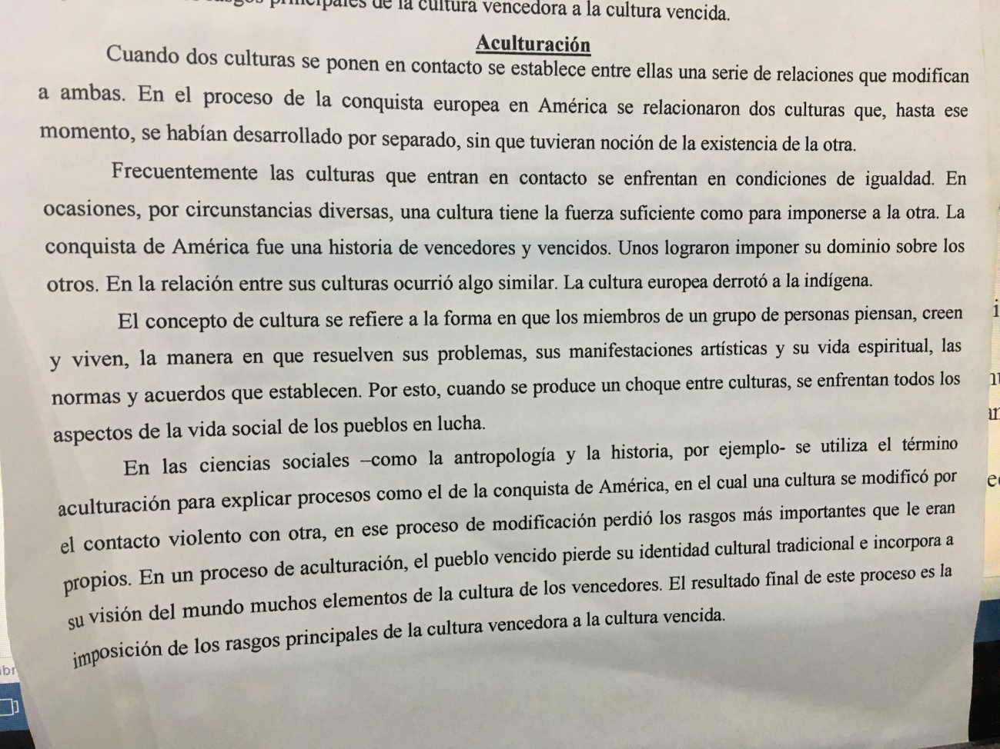 principales de la cultura vencedora a la cultura vencida.
Aculturación
Cuando dos culturas se ponen en contacto se establece entre ellas una serie de relaciones que modifican
a ambas. En el proceso de la conquista europea en América se relacionaron dos culturas que, hasta ese
momento, se habían desarrollado por separado, sin que tuvieran noción de la existencia de la otra.
Frecuentemente las culturas que entran en contacto se enfrentan en condiciones de igualdad. En
ocasiones, por circunstancias diversas, una cultura tiene la fuerza suficiente como para imponerse a la otra. La
conquista de América fue una historia de vencedores y vencidos. Unos lograron imponer su dominio sobre los
otros. En la relación entre sus culturas ocurrió algo similar. La cultura europea derrotó a la indígena.
El concepto de cultura se refiere a la forma en que los miembros de un grupo de personas piensan, creen
y viven, la manera en que resuelven sus problemas, sus manifestaciones artísticas y su vida espiritual, las
normas y acuerdos que establecen. Por esto, cuando se produce un choque entre culturas, se enfrentan todos los
aspectos de la vida social de los pueblos en lucha.
En las ciencias sociales –como la antropología y la historia, por ejemplo- se utiliza el término
aculturación para explicar procesos como el de la conquista de América, en el cual una cultura se modificó por
el contacto violento con otra, en ese proceso de modificación perdió los rasgos más importantes que le eran
propios. En un proceso de aculturación, el pueblo vencido pierde su identidad cultural tradicional e incorpora a
su visión del mundo muchos elementos de la cultura de los vencedores. El resultado final de este proceso es la
imposición de los rasgos principales de la cultura vencedora a la cultura vencida.